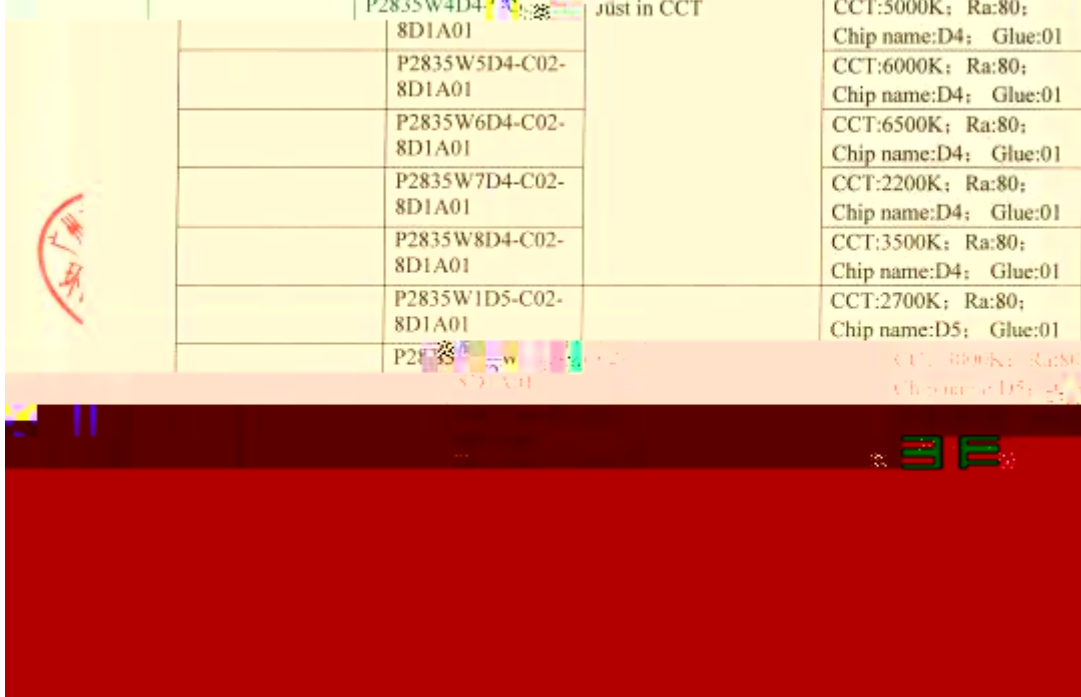 P2835W4D4-
Just in CCT
CCT:5000K; Ra:80;
8D1A01
Chip name:D4; Glue:01
P2835W5D4-C02-
CCT:6000K; Ra:80;
8D1A01
Chip name:D4; Glue:01
P2835W6D4-C02-
CCT:6500K; Ra:80;
8D1A01
Chip name:D4; Glue:01
P2835W7D4-C02-
CCT:2200K; Ra:80;
8D1A01
Chip name:D4; Glue:01
P2835W8D4-C02-
CCT:3500K; Ra:80;
8D1A01
Chip name:D4; Glue:01
P2835W1D5-C02-
CCT:2700K; Ra:80;
8D1A01
Chip name:D5; Glue:01
8D1A01